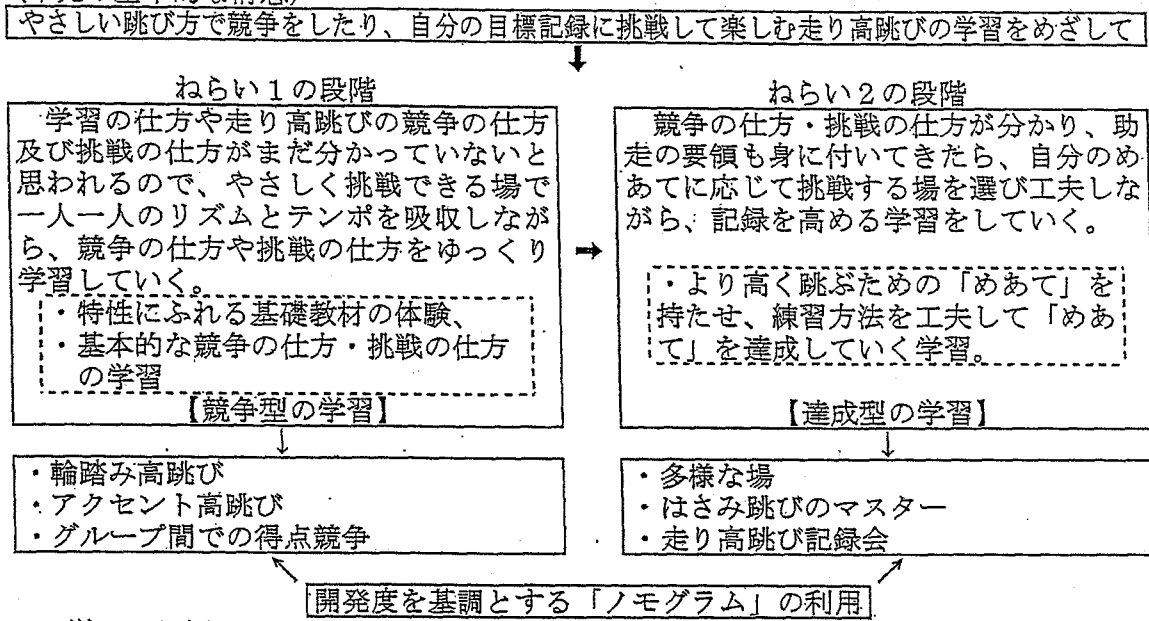 やさしい跳び方で競争をしたり、自分の目標記録に挑戦して楽しむ走り高跳びの学習をめざして
ねらい1の段階
学習の仕方や走り高跳びの競争の仕方
及び挑戦の仕方がまだ分かっていないと
思われるので、やさしく挑戦できる場で
一人一人のリズムとテンポを吸収しなが
ら、競争の仕方や挑戦の仕方をゆっくり
学習していく。
・特性にふれる基礎教材の体験、
・基本的な競争の仕方・挑戦の仕方
の学習
【競争型の学習】
・輪踏み高跳び
・アクセント高跳び
・グループ間での得点競争
ねらい2の段階
競争の仕方・挑戦の仕方が分かり、助
走の要領も身に付いてきたら、自分のめ
あてに応じて挑戦する場を選び工夫しな
がら、記録を高める学習をしていく。
・より高く跳ぶための「めあて」を
持たせ、練習方法を工夫して「めあ
て」を達成していく学習。
【達成型の学習】
・多様な場
・はさみ跳びのマスター
・走り高跳び記録会
開発度を基調とする「ノモグラム」の利用